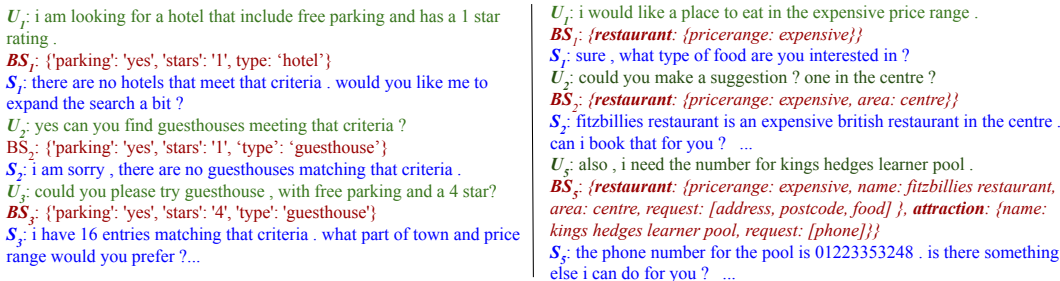 U1: i am looking for a hotel that include free parking and has a 1 star
rating .
BS1: {'parking': 'yes', 'stars': '1', type: ‘hotel’}
S1: there are no hotels that meet that criteria . would you like me to
expand the search a bit ?
U2: yes can you find guesthouses meeting that criteria ?
BS2: {'parking': 'yes', 'stars': '1', ‘type’: ‘guesthouse’}
S2: i am sorry , there are no guesthouses matching that criteria .
U3: could you please try guesthouse , with free parking and a 4 star?
BS3: {'parking': 'yes', 'stars': '4', 'type': 'guesthouse'}
S3: i have 16 entries matching that criteria . what part of town and price
range would you prefer ?...
U1: i would like a place to eat in the expensive price range .
BS1: {restaurant: {pricerange: expensive}}
S1: sure , what type of food are you interested in ?
U2: could you make a suggestion ? one in the centre ?
BS2: {restaurant: {pricerange: expensive, area: centre}}
S2: fitzbillies restaurant is an expensive british restaurant in the centre .
can i book that for you ? ...
U5: also , i need the number for kings hedges learner pool .
BS5: {restaurant: {pricerange: expensive, name: fitzbillies restaurant,
area: centre, request: [address, postcode, food] }, attraction: {name:
kings hedges learner pool, request: [phone]}}
S5: the phone number for the pool is 01223353248 . is there something
else i can do for you ? ...